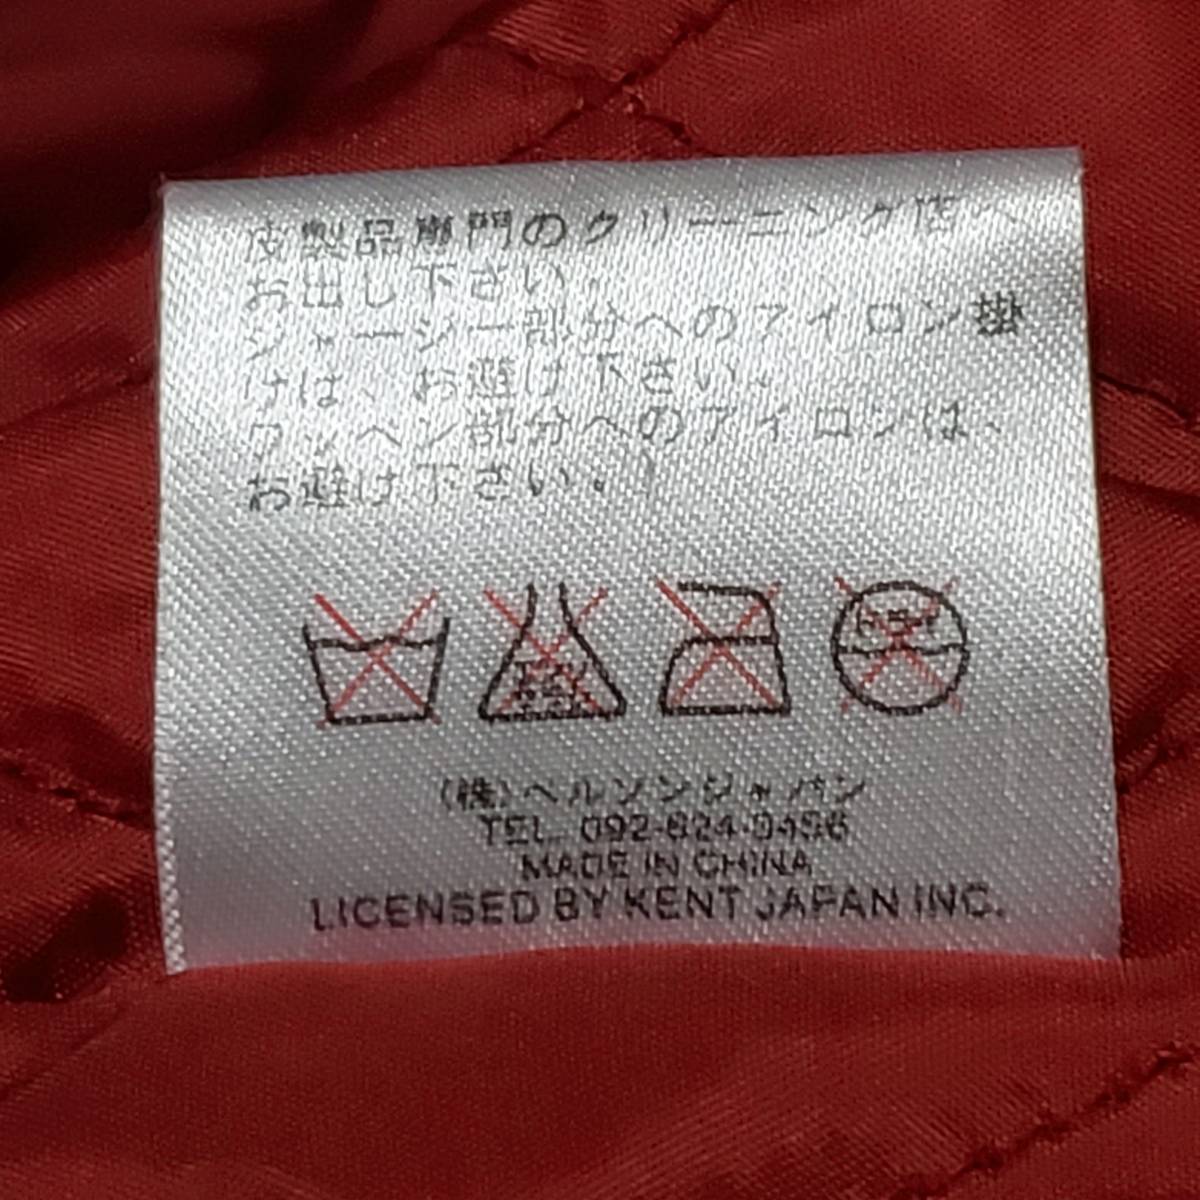 皮製品専門のクリーニング店へ
お出し下さい。
ジャージー部分へのアイロン掛
けは、お避け下さい。
ワッペン部分へのアイロンは、
お避け下さい。
(株)ヘルソンジャパン
TEL. 092-624-9456
MADE IN CHINA
LICENSED BY KENT JAPAN INC.